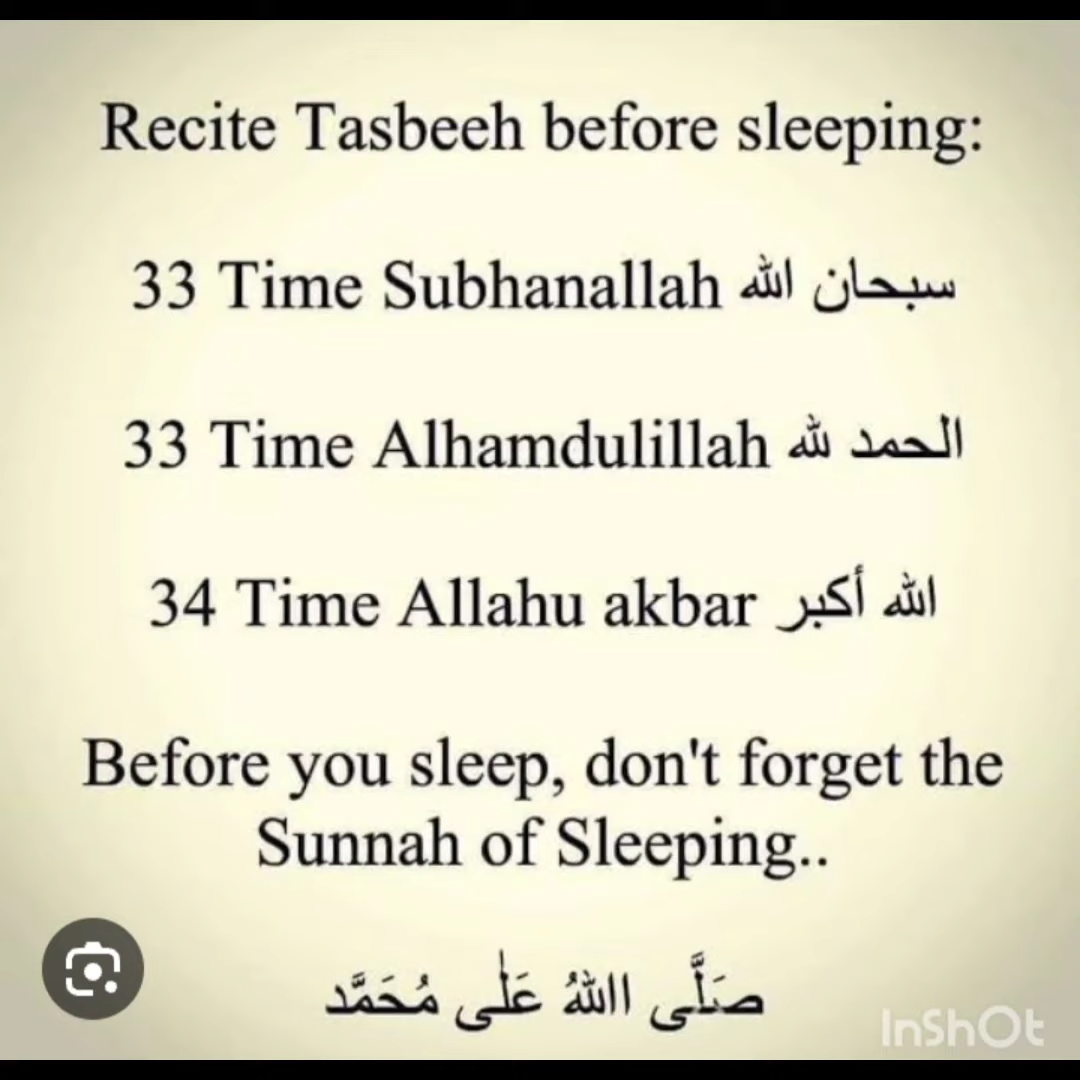 Recite Tasbeeh before sleeping:
33 Time Subhanallah سبحان الله
33 Time Alhamdulillah الحمد لله
34 Time Allahu akbar الله أكبر
Before you sleep, don't forget the
Sunnah of Sleeping..
صَلَّى اللهُ عَلٰى مُحَمَّد
InShOt